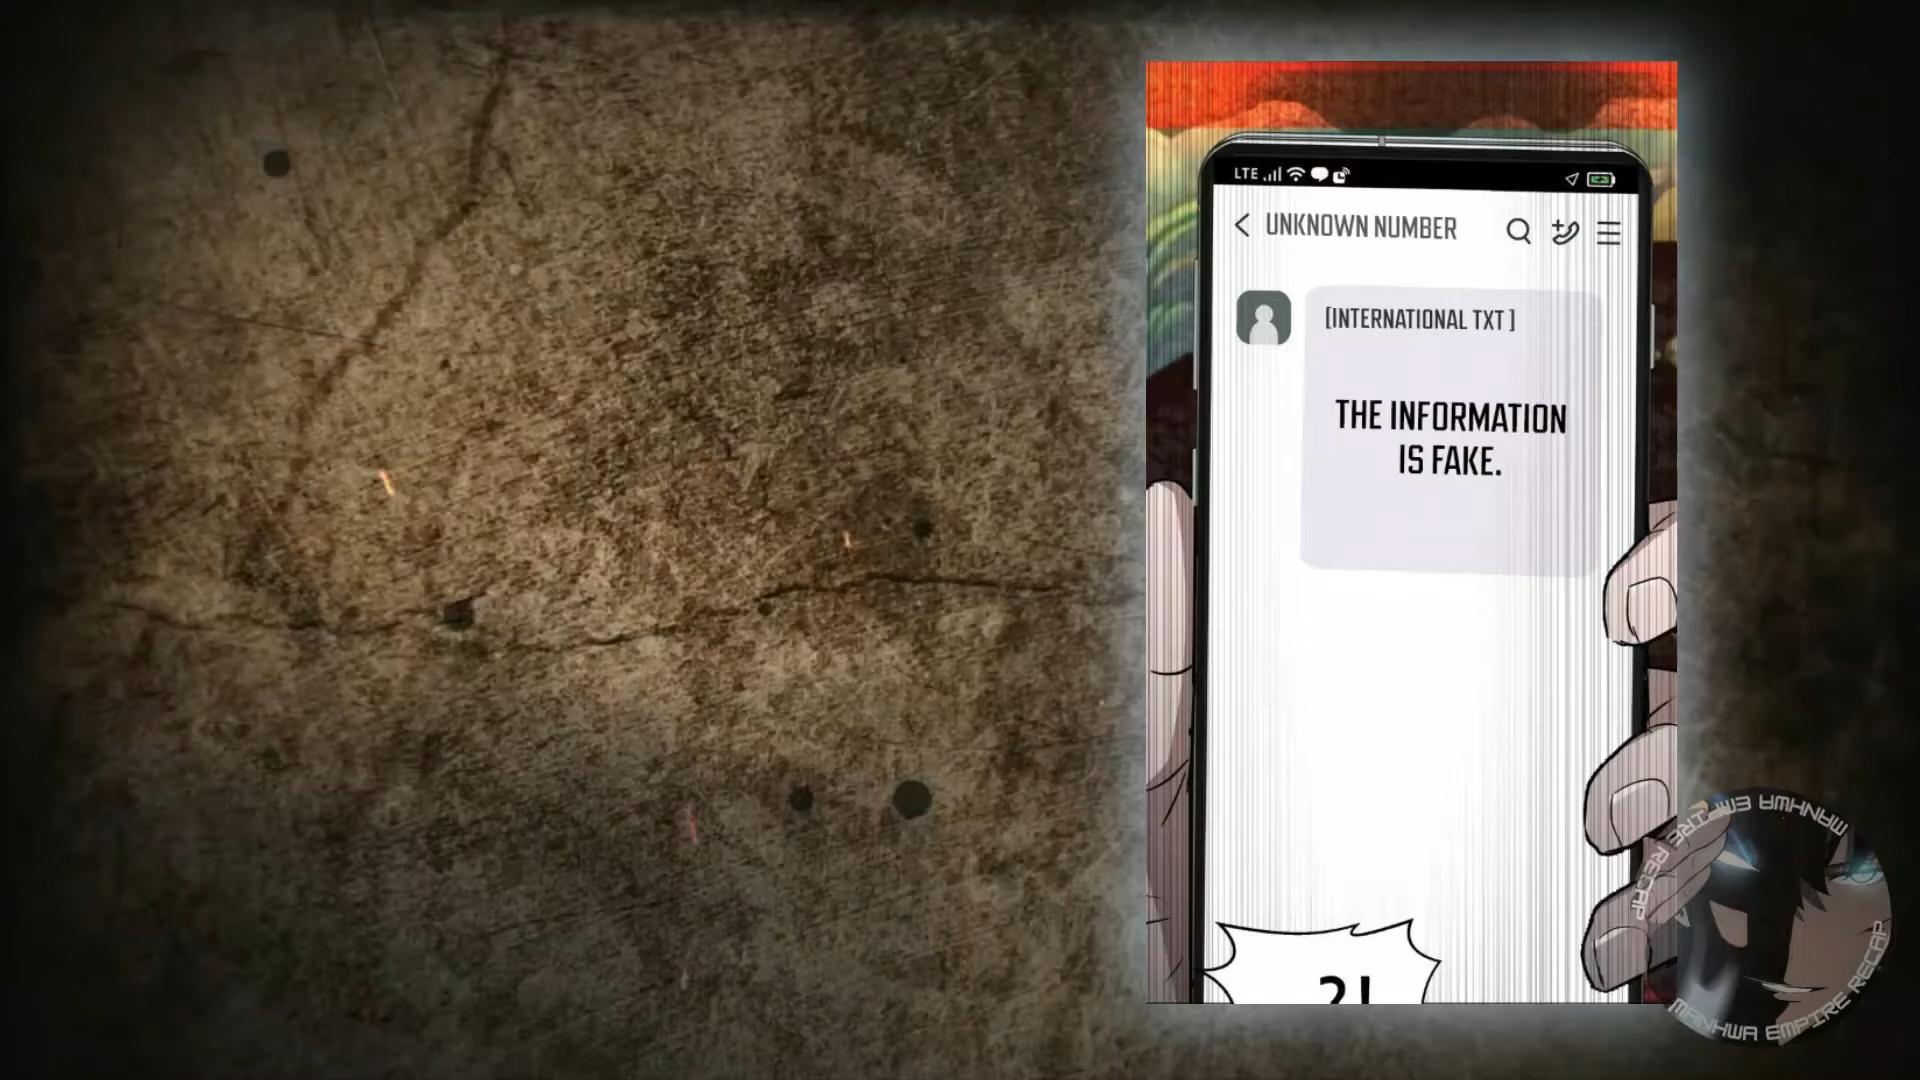 LTE
UNKNOWN NUMBER
[INTERNATIONAL TXT ]
THE INFORMATION
IS FAKE.
?!
MANHWA EMPIRE RECAP
MANHWA EMPIRE RECAP